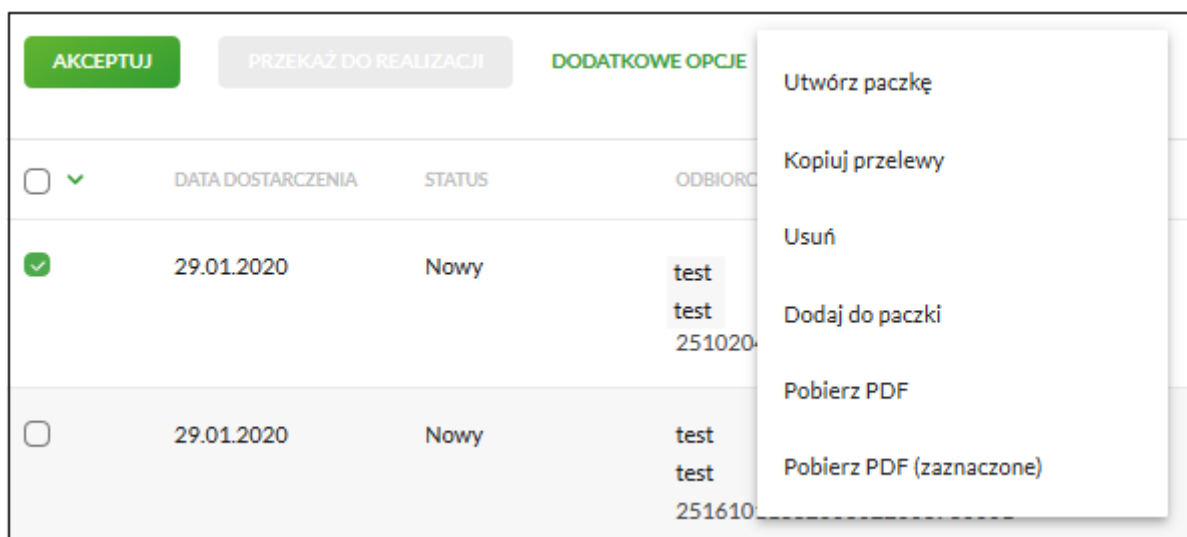 AKCEPTUJ PRZEKAŻ DO REALIZACJI DODATKOWE OPCJE
Utwórz paczkę
Kopiuj przelewy
Usuń
Dodaj do paczki
Pobierz PDF
Pobierz PDF (zaznaczone)
DATA DOSTARCZENIA STATUS
29.01.2020 Nowy test
test
29.01.2020 Nowy test
test